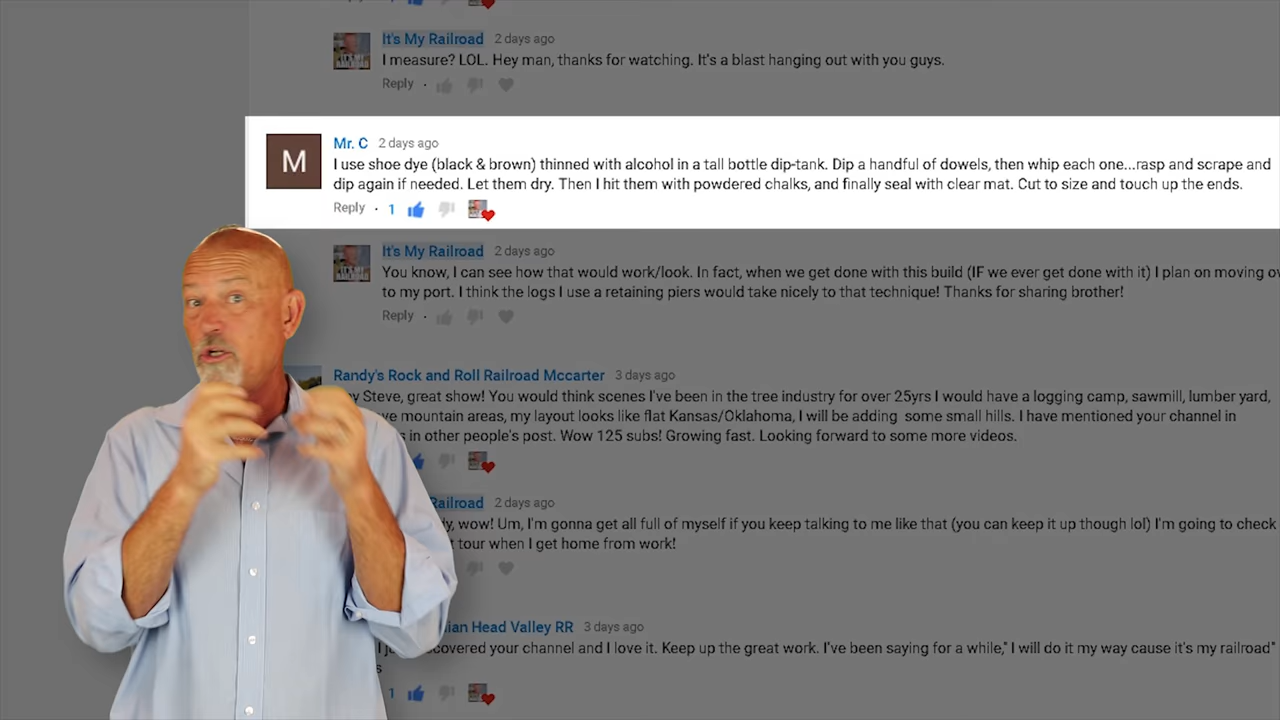 Reply
It's My Railroad 2 days ago
I measure? LOL. Hey man, thanks for watching. It's a blast hanging out with you guys.
Reply
M
Mr. C 2 days ago
I use shoe dye (black & brown) thinned with alcohol in a tall bottle dip-tank. Dip a handful of dowels, then whip each one...rasp and scrape and
dip again if needed. Let them dry. Then I hit them with powdered chalks, and finally seal with clear mat. Cut to size and touch up the ends.
Reply · 1
It's My Railroad 2 days ago
You know, I can see how that would work/look. In fact, when we get done with this build (IF we ever get done with it) I plan on moving ov
to my port. I think the logs I use a retaining piers would take nicely to that technique! Thanks for sharing brother!
Reply ·
Randy's Rock and Roll Railroad Mccarter 3 days ago
y Steve, great show! You would think scenes I've been in the tree industry for over 25yrs I would have a logging camp, sawmill, lumber yard,
ve mountain areas, my layout looks like flat Kansas/Oklahoma, I will be adding some small hills. I have mentioned your channel in
s in other people's post. Wow 125 subs! Growing fast. Looking forward to some more videos.
Railroad 2 days ago
y, wow! Um, I'm gonna get all full of myself if you keep talking to me like that (you can keep it up though lol) I'm going to check
t tour when I get home from work!
ian Head Valley RR 3 days ago
I j covered your channel and I love it. Keep up the great work. I've been saying for a while," I will do it my way cause it's my railroad"
s
1